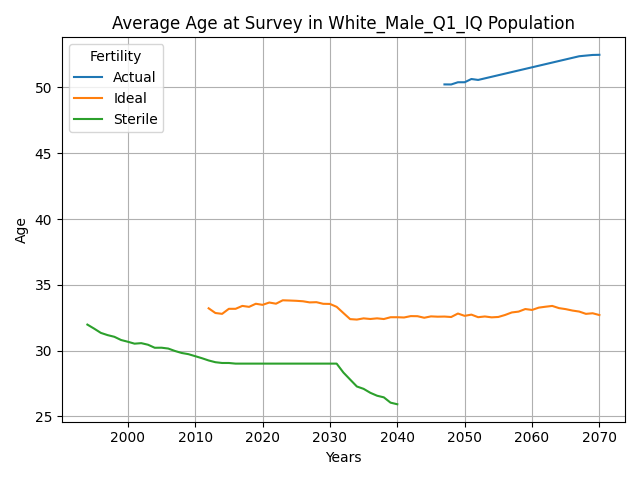 Average Age at Survey in White_Male_Q1_IQ Population
Fertility
Actual
Ideal
Sterile
Age
50
45
40
35
30
25
2000 2010 2020 2030 2040 2050 2060 2070
Years